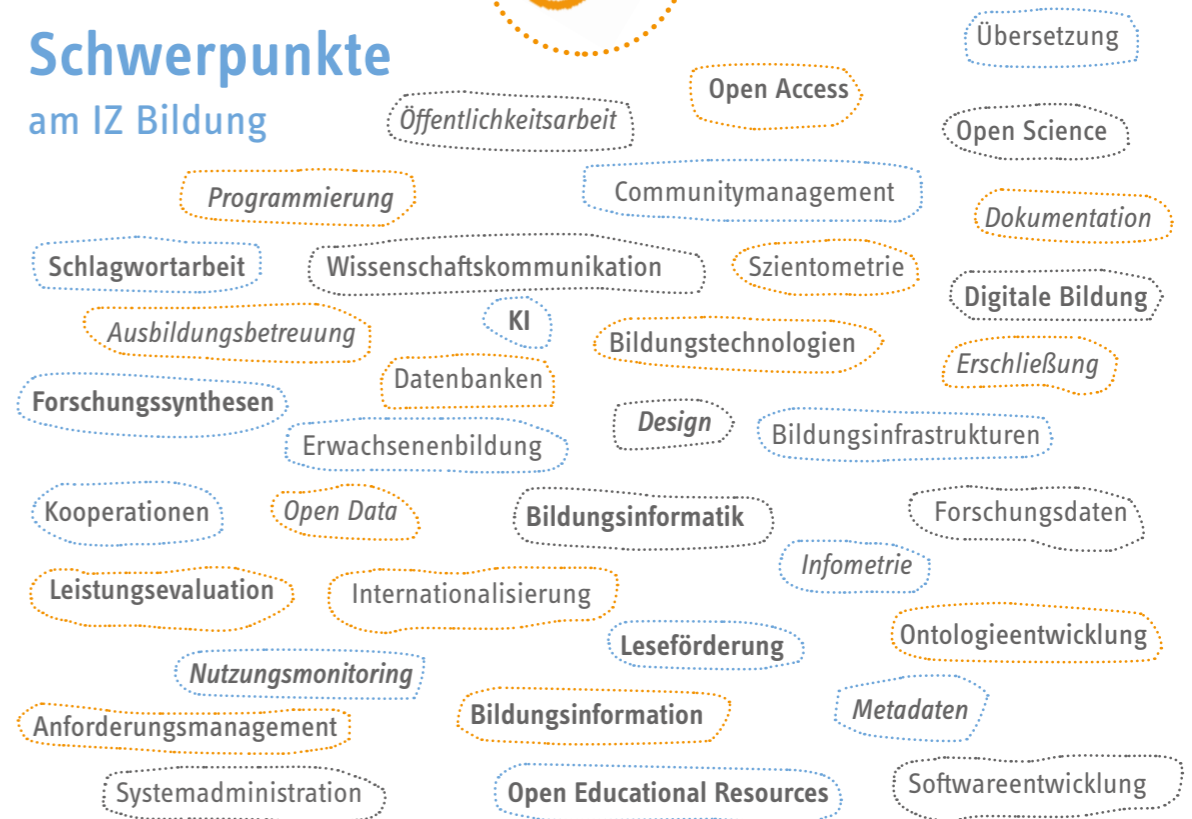 Schwerpunkte
am IZ Bildung
Übersetzung
Open Access
Öffentlichkeitsarbeit
Open Science
Programmierung
Communitymanagement
Dokumentation
Schlagwortarbeit
Wissenschaftskommunikation
Szientometrie
Digitale Bildung
Ausbildungsbetreuung
KI
Bildungstechnologien
Erschließung
Datenbanken
Forschungssynthesen
Design
Bildungsinfrastrukturen
Erwachsenenbildung
Kooperationen
Open Data
Bildungsinformatik
Forschungsdaten
Infometrie
Leistungsevaluation
Internationalisierung
Leseförderung
Ontologieentwicklung
Nutzungsmonitoring
Anforderungsmanagement
Bildungsinformation
Metadaten
Systemadministration
Open Educational Resources
Softwareentwicklung